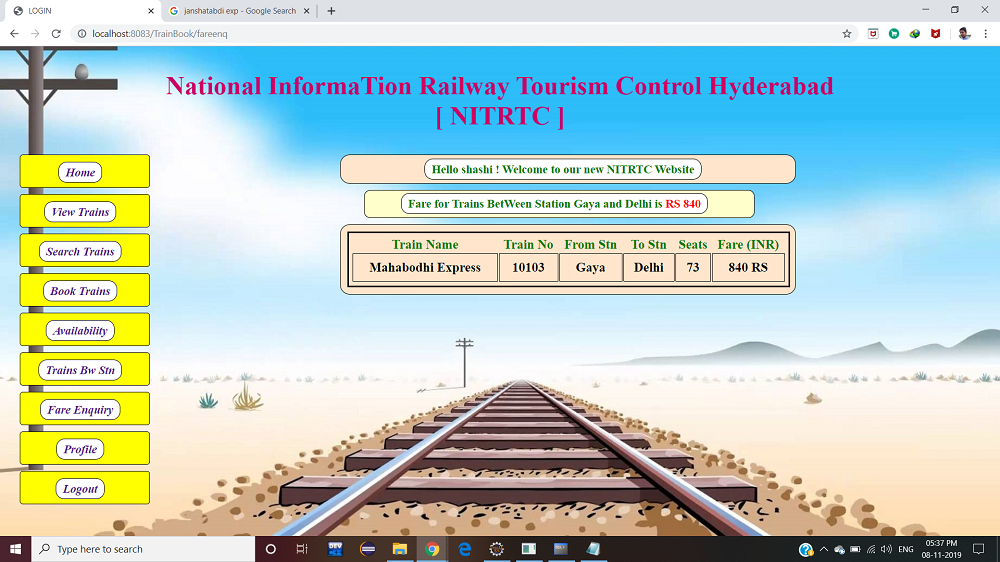 LOGIN
janshatabdi exp - Google Search
localhost:8083/TrainBook/fareenq
National InformaTion Railway Tourism Control Hyderabad
[ NITRTC ]
Hello shashi ! Welcome to our new NITRTC Website
Fare for Trains BetWeen Station Gaya and Delhi is RS 840
Train Name Train No From Stn To Stn Seats Fare (INR)
Mahabodhi Express 10103 Gaya Delhi 73 840 RS
Home
View Trains
Search Trains
Book Trains
Availability
Trains Bw Stn
Fare Enquiry
Profile
Logout
Type here to search
DEV
ENG
05:37 PM
08-11-2019